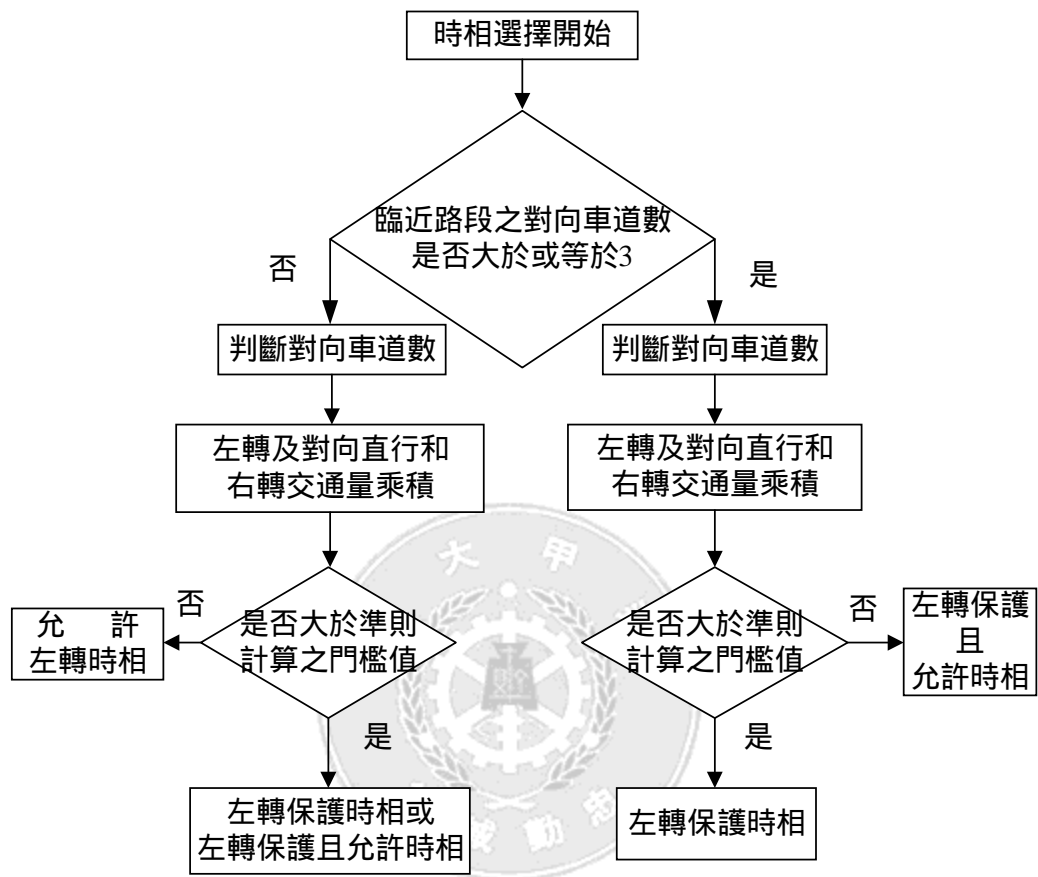 時相選擇開始
臨近路段之對向車道數
是否大於或等於3
否
是
判斷對向車道數
判斷對向車道數
左轉及對向直行和
右轉交通量乘積
左轉及對向直行和
右轉交通量乘積
大 甲
否
允 許
左轉時相
是否大於準則
計算之門檻值
是否大於準則
計算之門檻值
否
左轉保護
且
允許時相
是
是
左轉保護時相或
左轉保護且允許時相
左轉保護時相
勤 忠